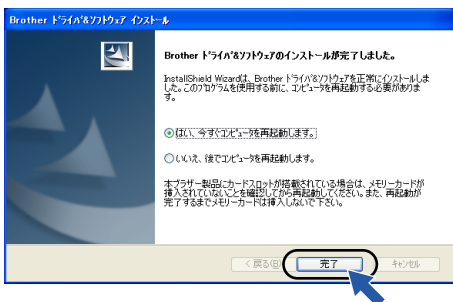 Brother ﾄﾞﾗｲﾊﾞ&ｿﾌﾄｳｪｱ ｲﾝｽﾄｰﾙ
Brother ﾄﾞﾗｲﾊﾞ&ｿﾌﾄｳｪｱのインストールが完了しました。
InstallShield Wizardは、Brother ﾄﾞﾗｲﾊﾞ&ｿﾌﾄｳｪｱを正常にｲﾝｽﾄｰﾙしま
した。このﾌﾟﾛｸﾞﾗﾑを使用する前に、ｺﾝﾋﾟｭｰﾀを再起動する必要がありま
す。
はい、今すぐｺﾝﾋﾟｭｰﾀを再起動します。
いいえ、後でｺﾝﾋﾟｭｰﾀを再起動します。
本ブラザー製品にカードスロットが搭載されている場合は、メモリーカードが
挿入されていないことを確認してから再起動してください。また、再起動が
完了するまでメモリーカードは挿入しないで下さい。
< 戻る(B)
完了
ｷｬﾝｾﾙ